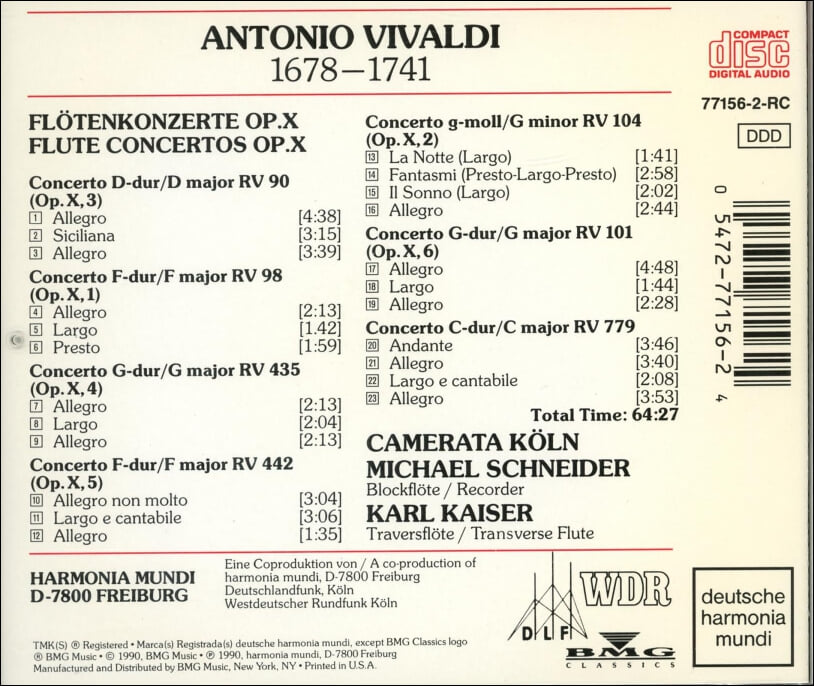 ANTONIO VIVALDI
1678–1741
COMPACT
disc
DIGITAL AUDIO
77156-2-RC
DDD
0 5472-77156-2 4
FLÖTENKONZERTE OP.X
FLUTE CONCERTOS OP.X
Concerto D-dur/D major RV 90
(Op.X,3)
1 Allegro [4:38]
2 Siciliana [3:15]
3 Allegro [3:39]
Concerto F-dur/F major RV 98
(Op.X,1)
4 Allegro [2:13]
5 Largo [1.42]
6 Presto [1:59]
Concerto G-dur/G major RV 435
(Op.X,4)
7 Allegro [2:13]
8 Largo [2:04]
9 Allegro [2:13]
Concerto F-dur/F major RV 442
(Op.X,5)
10 Allegro non molto [3:04]
11 Largo e cantabile [3:06]
12 Allegro [1:35]
Concerto g-moll/G minor RV 104
(Op.X,2)
13 La Notte (Largo) [1:41]
14 Fantasmi (Presto-Largo-Presto) [2:58]
15 Il Sonno (Largo) [2:02]
16 Allegro [2:44]
Concerto G-dur/G major RV 101
(Op.X,6)
17 Allegro [4:48]
18 Largo [1:44]
19 Allegro [2:28]
Concerto C-dur/C major RV 779
20 Andante [3:46]
21 Allegro [3:40]
22 Largo e cantabile [2:08]
23 Allegro [3:53]
Total Time: 64:27
CAMERATA KÖLN
MICHAEL SCHNEIDER
Blockflöte / Recorder
KARL KAISER
Traversflöte / Transverse Flute
HARMONIA MUNDI
D-7800 FREIBURG
Eine Coproduktion von / A co-production of
harmonia mundi, D-7800 Freiburg
Deutschlandfunk, Köln
Westdeutscher Rundfunk Köln
DLF
WDR
BMG
CLASSICS
deutsche
harmonia
mundi
TMK(S) ® Registered • Marca(s) Registrada(s) deutsche harmonia mundi, except BMG Classics logo
® BMG Music • © 1990, BMG Music • ℗ 1990, harmonia mundi, D-7800 Freiburg
Manufactured and Distributed by BMG Music, New York, NY • Printed in U.S.A.